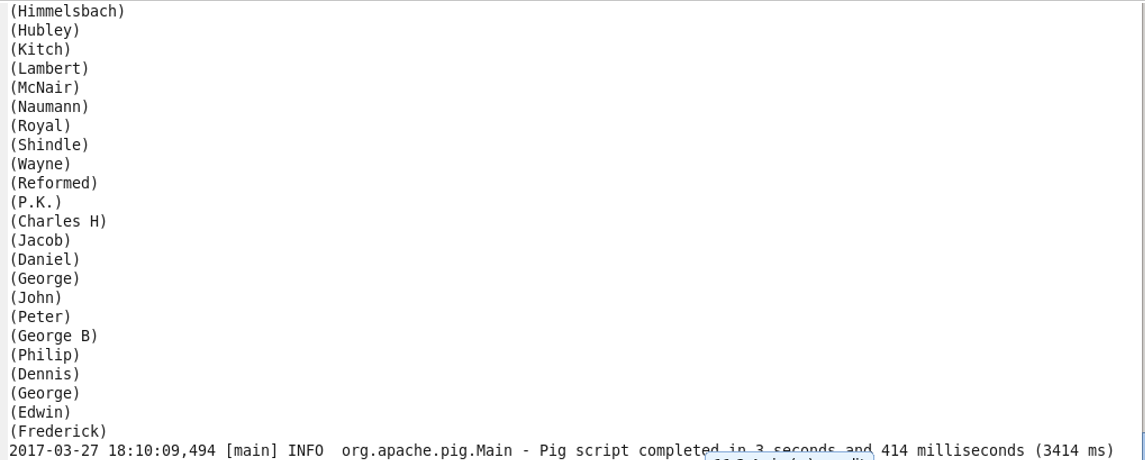 (Himmelsbach)
(Hubley)
(Kitch)
(Lambert)
(McNair)
(Naumann)
(Royal)
(Shindle)
(Wayne)
(Reformed)
(P.K.)
(Charles H)
(Jacob)
(Daniel)
(George)
(John)
(Peter)
(George B)
(Philip)
(Dennis)
(George)
(Edwin)
(Frederick)
2017-03-27 18:10:09,494 [main] INFO  org.apache.pig.Main - Pig script completed in 3 seconds and 414 milliseconds (3414 ms)